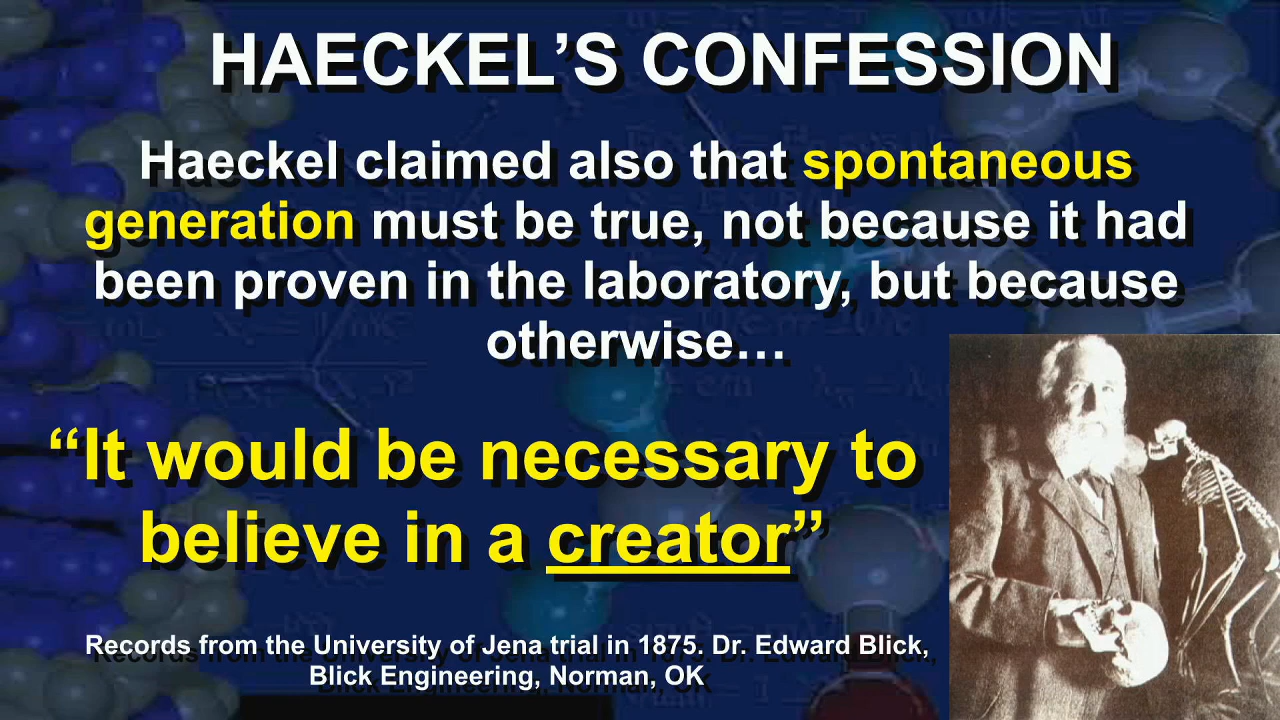 HAECKEL’S CONFESSION
Haeckel claimed also that spontaneous
generation must be true, not because it had
been proven in the laboratory, but because
otherwise…
“It would be necessary to
believe in a creator”
Records from the University of Jena trial in 1875. Dr. Edward Blick,
Blick Engineering, Norman, OK